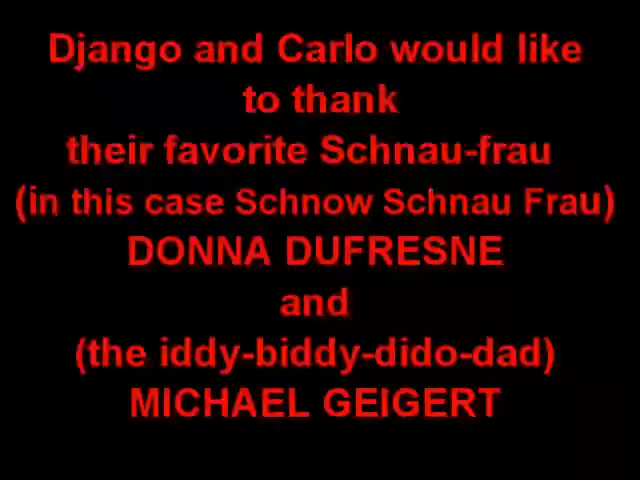 Django and Carlo would like
to thank
their favorite Schnau-frau
(in this case Schnow Schnau Frau)
DONNA DUFRESNE
and
(the iddy-biddy-dido-dad)
MICHAEL GEIGERT